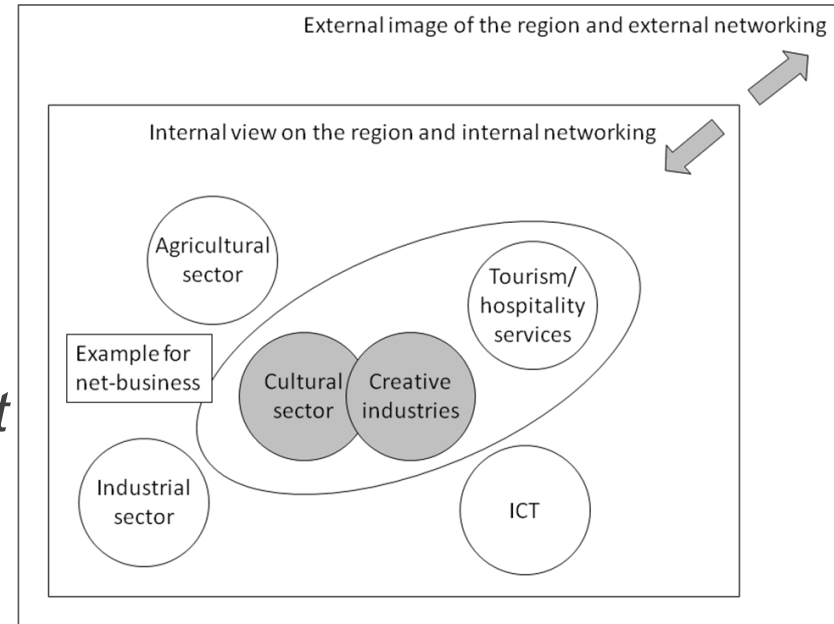 External image of the region and external networking
Internal view on the region and internal networking
Agricultural
sector
Tourism/
hospitality
services
Example for
net-business
Cultural
sector
Creative
industries
t
Industrial
sector
ICT